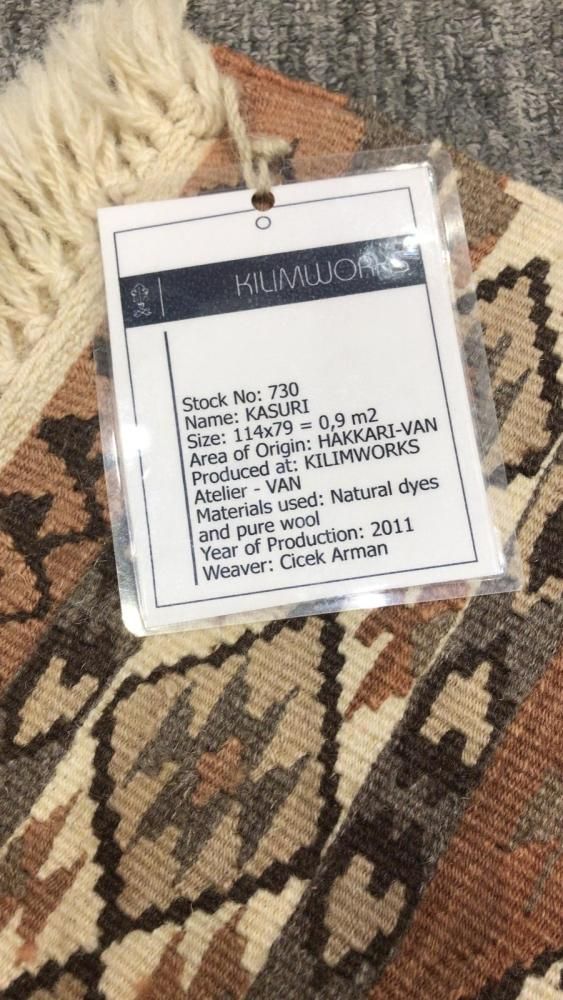 KILIMWORKS
Stock No: 730
Name: KASURI
Size: 114x79 = 0,9 m2
Area of Origin: HAKKARI-VAN
Produced at: KILIMWORKS
Atelier - VAN
Materials used: Natural dyes
and pure wool
Year of Production: 2011
Weaver: Cicek Arman